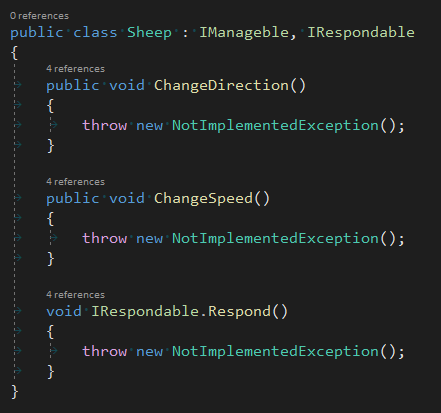 0 references
public class Sheep : IManageble, IRespondable
{
4 references
public void ChangeDirection()
{
throw new NotImplementedException();
}
4 references
public void ChangeSpeed()
{
throw new NotImplementedException();
}
4 references
void IRespondable.Respond()
{
throw new NotImplementedException();
}
}